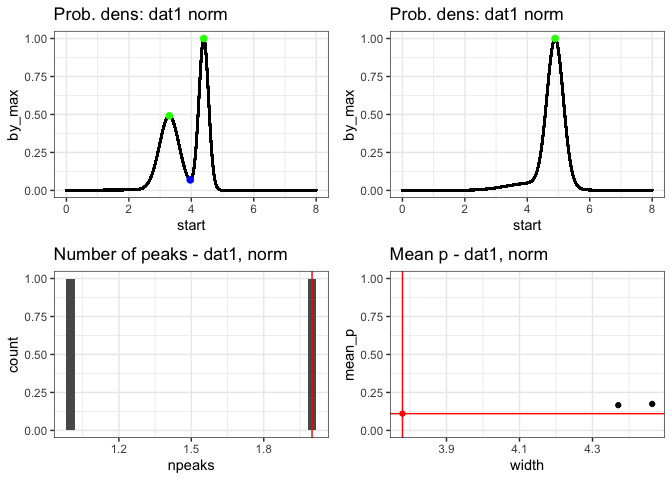 Prob. dens: dat1 norm
by_max
1.00
0.75
0.50
0.25
0.00
0 2 4 6 8
start
Prob. dens: dat1 norm
by_max
1.00
0.75
0.50
0.25
0.00
0 2 4 6 8
start
Number of peaks - dat1, norm
count
1.00
0.75
0.50
0.25
0.00
1.2 1.5 1.8
npeaks
Mean p - dat1, norm
mean_p
1.00
0.75
0.50
0.25
0.00
3.9 4.1 4.3
width